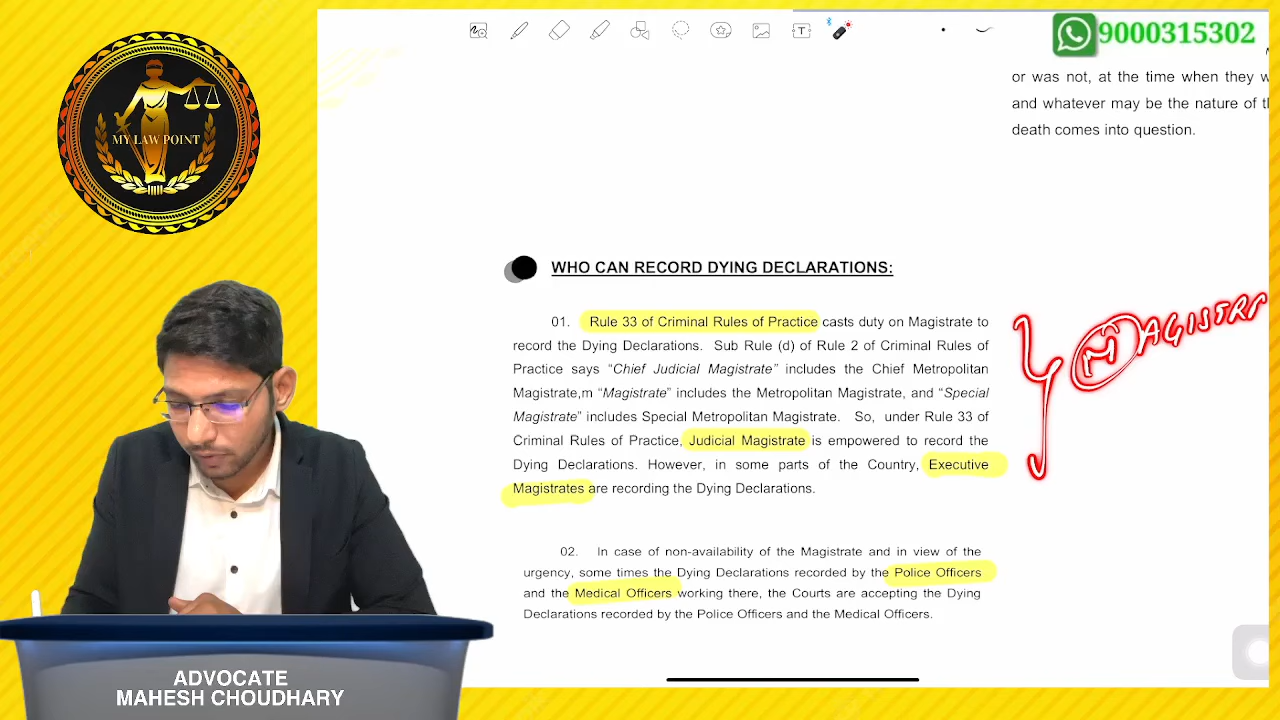 MY LAW POINT
9000315302
or was not, at the time when they w
and whatever may be the nature of t
death comes into question.
WHO CAN RECORD DYING DECLARATIONS:
01. Rule 33 of Criminal Rules of Practice casts duty on Magistrate to
record the Dying Declarations. Sub Rule (d) of Rule 2 of Criminal Rules of
Practice says “Chief Judicial Magistrate” includes the Chief Metropolitan
Magistrate,m “Magistrate” includes the Metropolitan Magistrate, and “Special
Magistrate” includes Special Metropolitan Magistrate. So, under Rule 33 of
Criminal Rules of Practice, Judicial Magistrate is empowered to record the
Dying Declarations. However, in some parts of the Country, Executive
Magistrates are recording the Dying Declarations.
MAGISTRA
02. In case of non-availability of the Magistrate and in view of the
urgency, some times the Dying Declarations recorded by the Police Officers
and the Medical Officers working there, the Courts are accepting the Dying
Declarations recorded by the Police Officers and the Medical Officers.
ADVOCATE
MAHESH CHOUDHARY